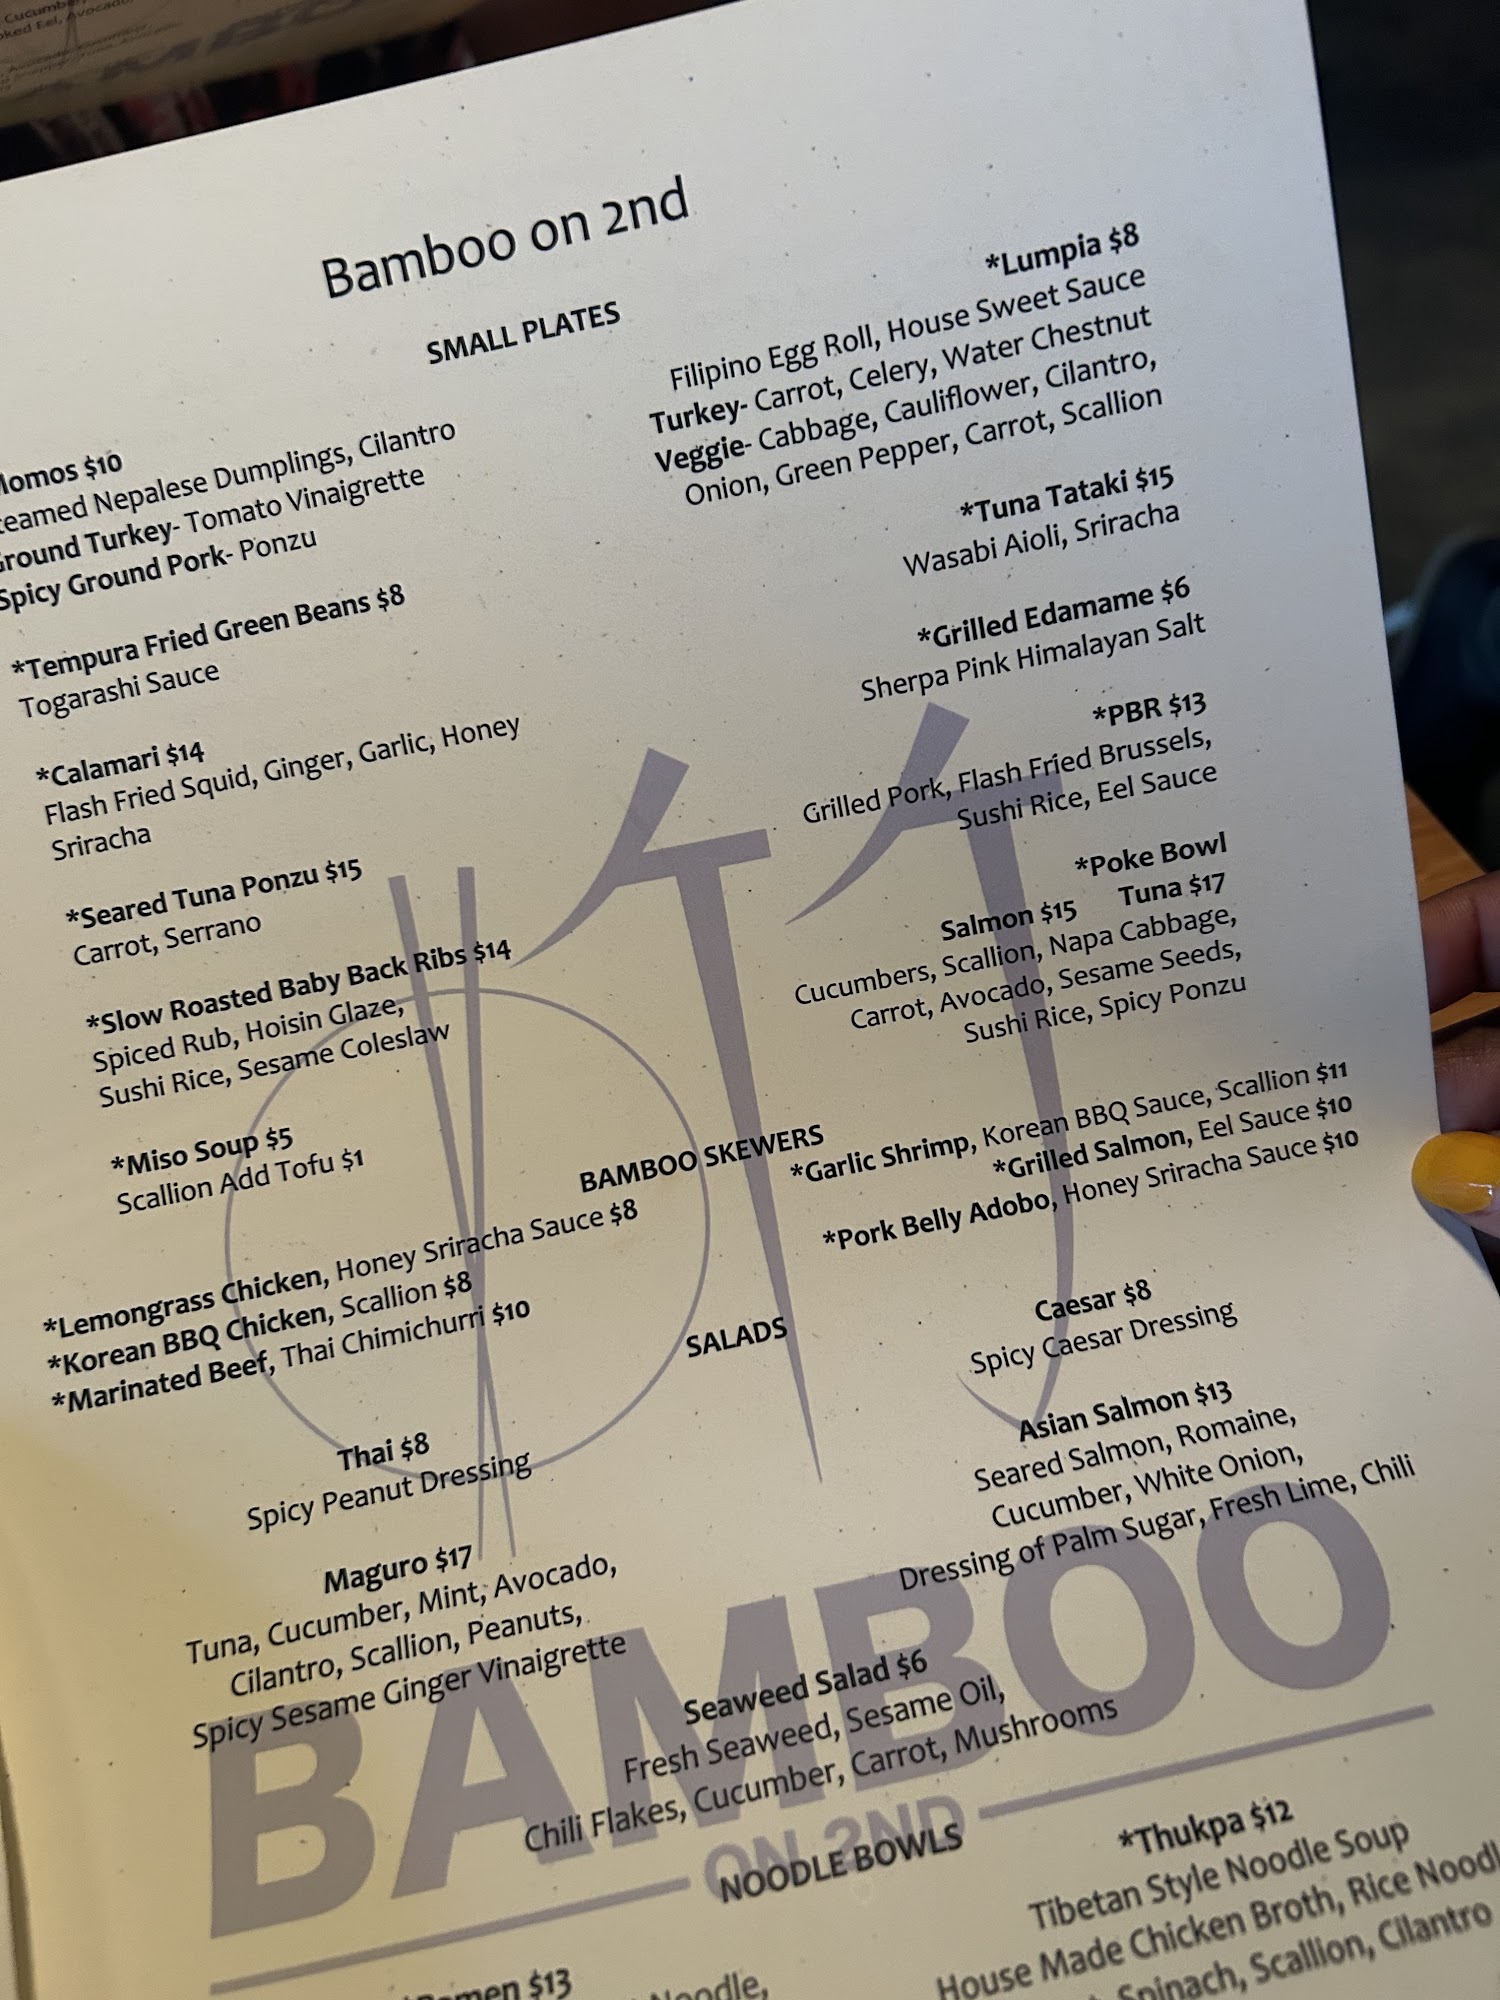 Bamboo on 2nd
SMALL PLATES
Momos $10
Steamed Nepalese Dumplings, Cilantro
Ground Turkey- Tomato Vinaigrette
Spicy Ground Pork- Ponzu
*Tempura Fried Green Beans $8
Togarashi Sauce
*Calamari $14
Flash Fried Squid, Ginger, Garlic, Honey
Sriracha
*Seared Tuna Ponzu $15
Carrot, Serrano
*Slow Roasted Baby Back Ribs $14
Spiced Rub, Hoisin Glaze,
Sushi Rice, Sesame Coleslaw
*Miso Soup $5
Scallion Add Tofu $1
*Lumpia $8
Filipino Egg Roll, House Sweet Sauce
Turkey- Carrot, Celery, Water Chestnut
Veggie- Cabbage, Cauliflower, Cilantro,
Onion, Green Pepper, Carrot, Scallion
*Tuna Tataki $15
Wasabi Aioli, Sriracha
*Grilled Edamame $6
Sherpa Pink Himalayan Salt
*PBR $13
Grilled Pork, Flash Fried Brussels,
Sushi Rice, Eel Sauce
*Poke Bowl
Salmon $15 Tuna $17
Cucumbers, Scallion, Napa Cabbage,
Carrot, Avocado, Sesame Seeds,
Sushi Rice, Spicy Ponzu
BAMBOO SKEWERS
*Lemongrass Chicken, Honey Sriracha Sauce $8
*Korean BBQ Chicken, Scallion $8
*Marinated Beef, Thai Chimichurri $10
*Garlic Shrimp, Korean BBQ Sauce, Scallion $11
*Grilled Salmon, Eel Sauce $10
*Pork Belly Adobo, Honey Sriracha Sauce $10
SALADS
Thai $8
Spicy Peanut Dressing
Maguro $17
Tuna, Cucumber, Mint, Avocado,
Cilantro, Scallion, Peanuts,
Spicy Sesame Ginger Vinaigrette
Caesar $8
Spicy Caesar Dressing
Asian Salmon $13
Seared Salmon, Romaine,
Cucumber, White Onion,
Dressing of Palm Sugar, Fresh Lime, Chili
Seaweed Salad $6
Fresh Seaweed, Sesame Oil,
Chili Flakes, Cucumber, Carrot, Mushrooms
BAMBOO
ON 2ND
NOODLE BOWLS
Ramen $13
Noodle,
*Thukpa $12
Tibetan Style Noodle Soup
House Made Chicken Broth, Rice Noodl
Spinach, Scallion, Cilantro